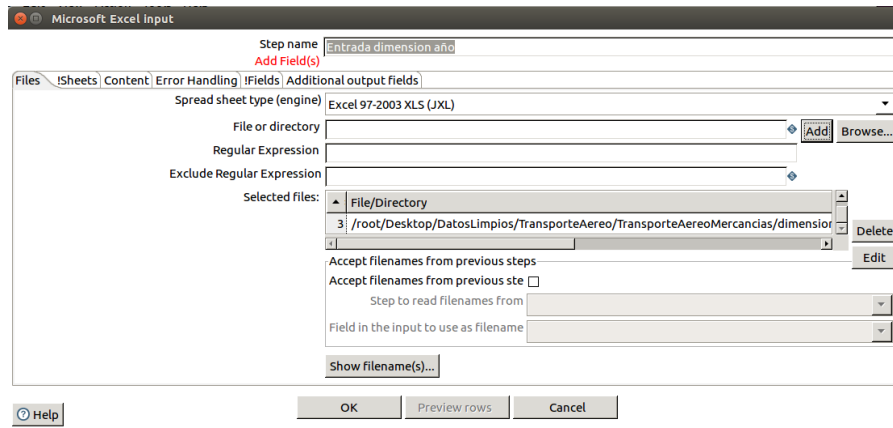 Microsoft Excel input
Step name Entrada dimension año
Add Field(s)
Files !Sheets Content Error Handling !Fields Additional output fields
Spread sheet type (engine) Excel 97-2003 XLS (JXL)
File or directory Add Browse...
Regular Expression
Exclude Regular Expression
Selected files: File/Directory
3 /root/Desktop/DatosLimpios/TransporteAereo/TransporteAereoMercancias/dimension
Delete
Edit
Accept filenames from previous steps
Accept filenames from previous ste
Step to read filenames from
Field in the input to use as filename
Show filename(s)...
Help OK Preview rows Cancel